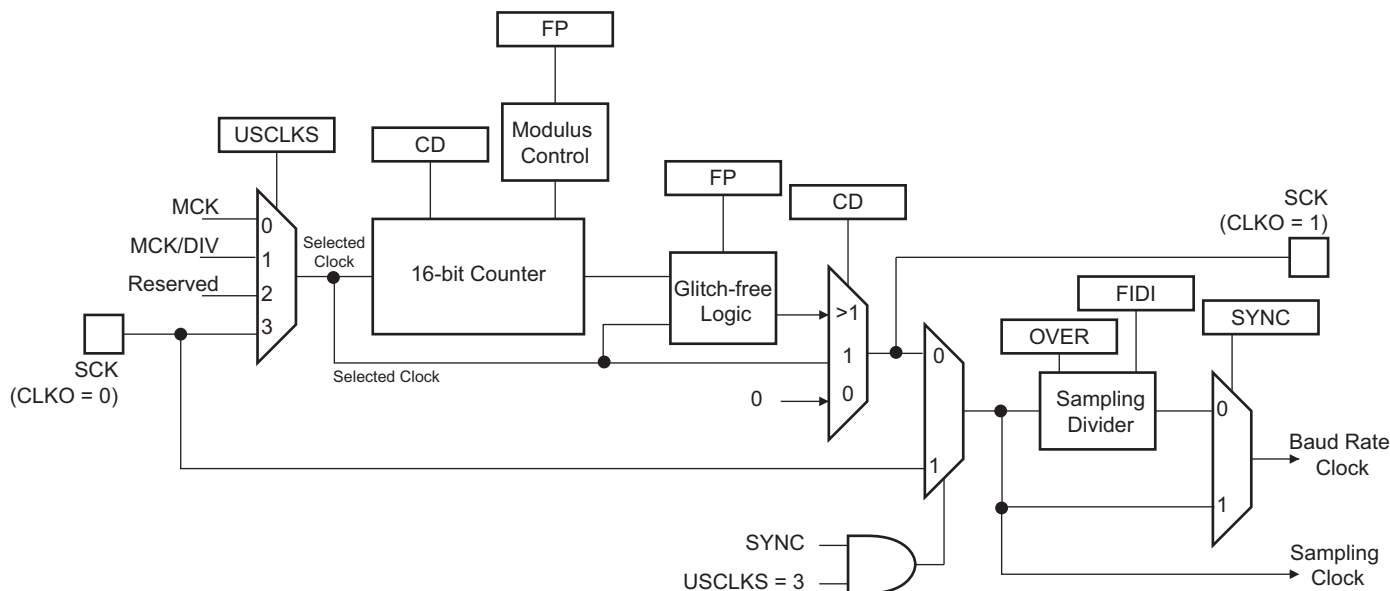 FP
USCLKS
CD
Modulus
Control
FP
CD
SCK
(CLKO = 1)
MCK
0
MCK/DIV
1
Reserved
2
3
Selected
Clock
16-bit Counter
Glitch-free
Logic
>1
1
0
0
FIDI
OVER
SYNC
SCK
(CLKO = 0)
Selected Clock
0
1
Sampling
Divider
0
1
Baud Rate
Clock
SYNC
USCLKS = 3
Sampling
Clock